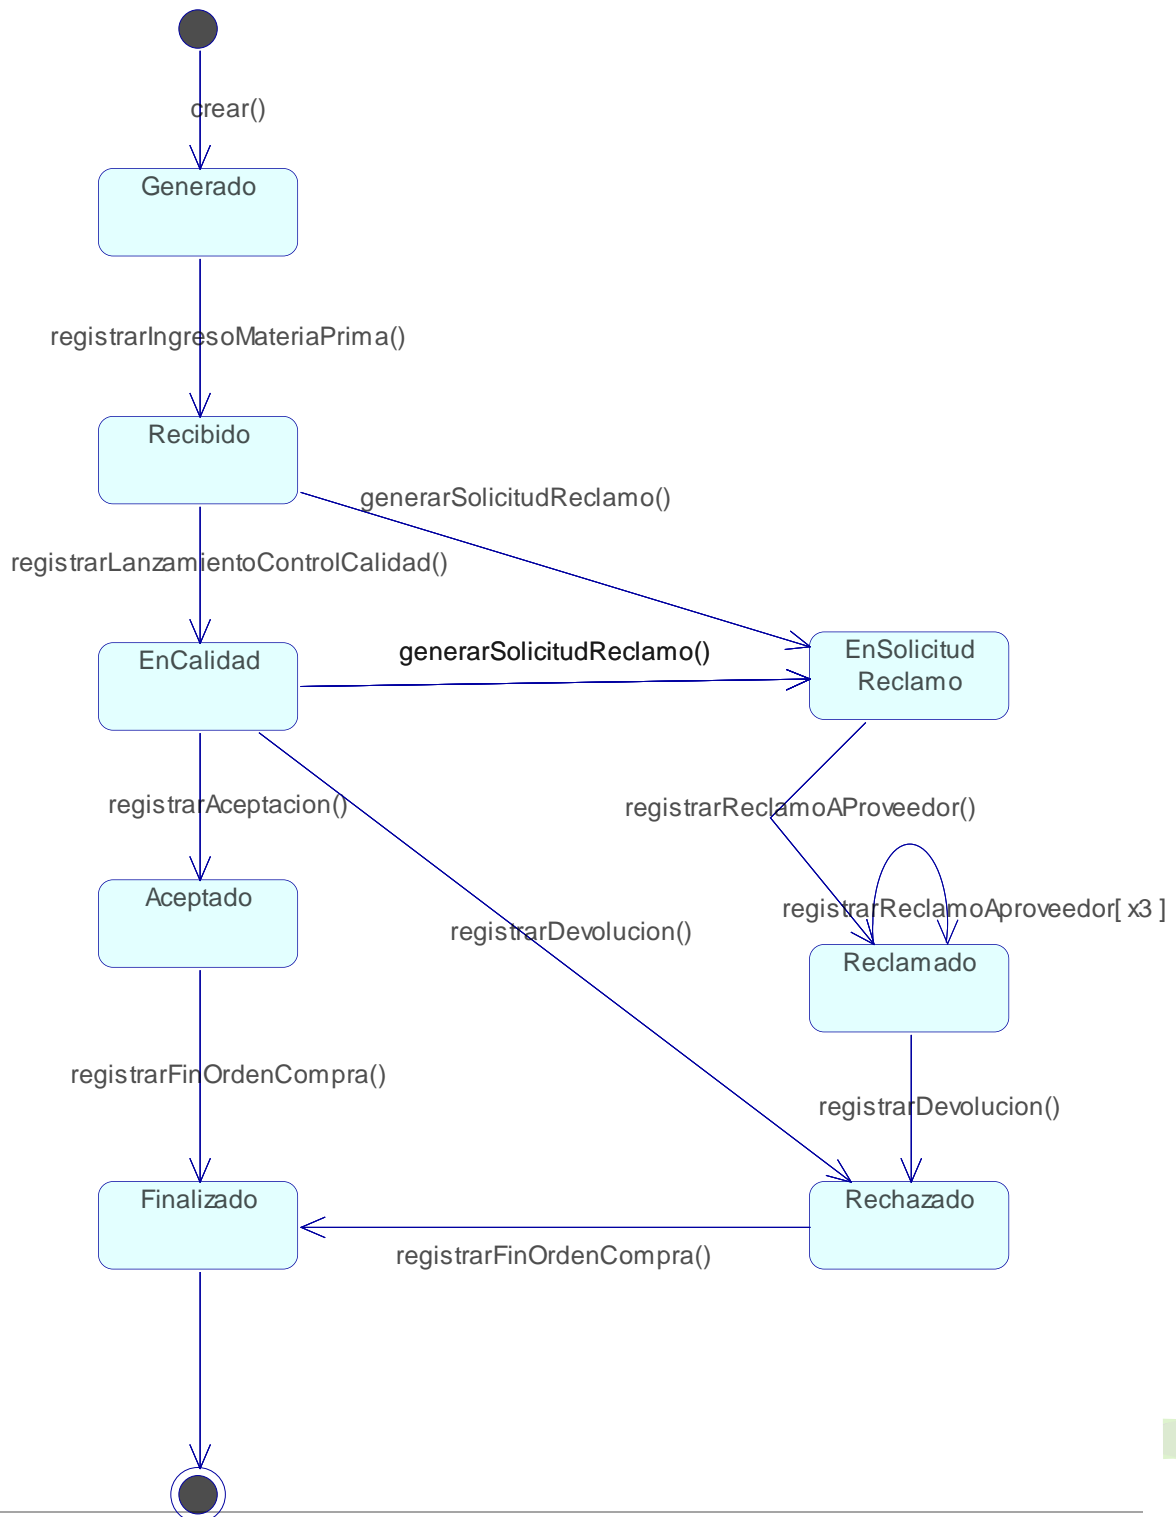 crear()
Generado
registrarIngresoMateriaPrima()
Recibido
generarSolicitudReclamo()
registrarLanzamientoControlCalidad()
EnCalidad
generarSolicitudReclamo()
EnSolicitud
Reclamo
registrarAceptacion()
registrarReclamoAProveedor()
Aceptado
registrarDevolucion()
registrarReclamoAproveedor[ x3 ]
Reclamado
registrarFinOrdenCompra()
registrarDevolucion()
Finalizado
Rechazado
registrarFinOrdenCompra()